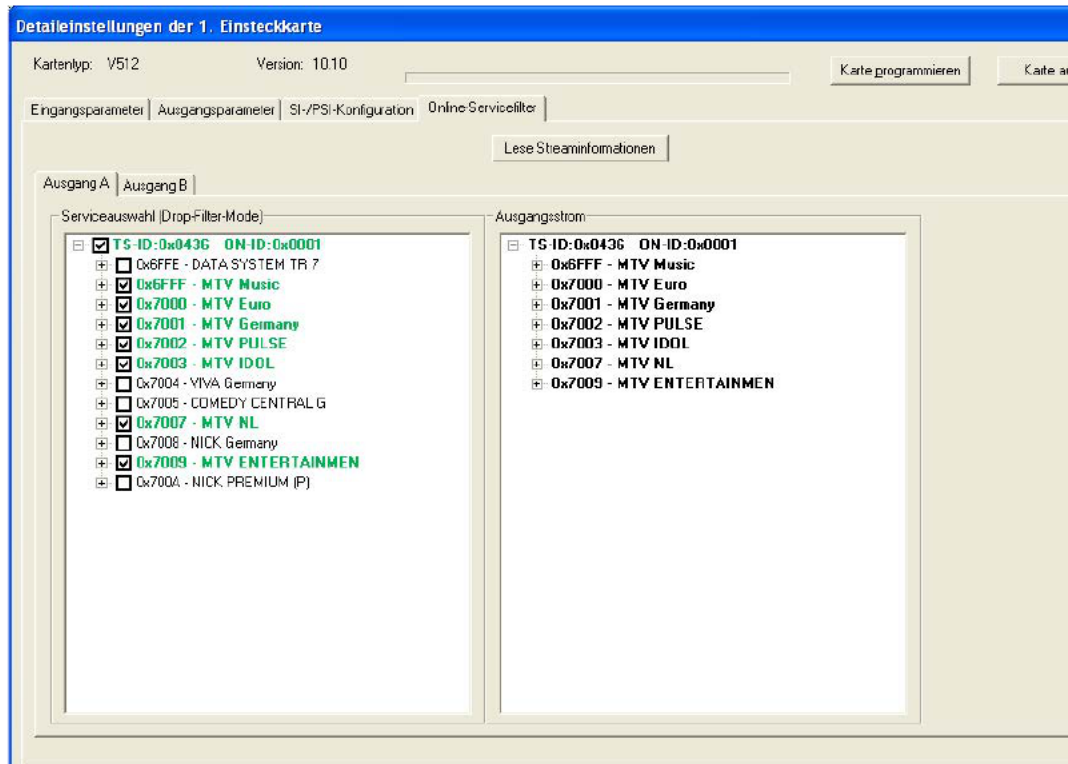 Detaileinstellungen der 1. Einsteckkarte
Kartentyp: V512 Version: 10.10 Karte programmieren Karte au
Eingangsparameter Ausgangsparameter SI-/PSI-Konfiguration Online-Servicefilter
Lese Streaminformationen
Ausgang A Ausgang B
Serviceauswahl (Drop-Filter-Mode)
TS-ID:0x0436 ON-ID:0x0001
0x6FFE - DATA SYSTEM TR 7
0x6FFF - MTV Music
0x7000 - MTV Euro
0x7001 - MTV Germany
0x7002 - MTV PULSE
0x7003 - MTV IDOL
0x7004 - VIVA Germany
0x7005 - COMEDY CENTRAL G
0x7007 - MTV NL
0x7008 - NICK Germany
0x7009 - MTV ENTERTAINMEN
0x700A - NICK PREMIUM (P)
Ausgangsstrom
TS-ID:0x0436 ON-ID:0x0001
0x6FFF - MTV Music
0x7000 - MTV Euro
0x7001 - MTV Germany
0x7002 - MTV PULSE
0x7003 - MTV IDOL
0x7007 - MTV NL
0x7009 - MTV ENTERTAINMEN